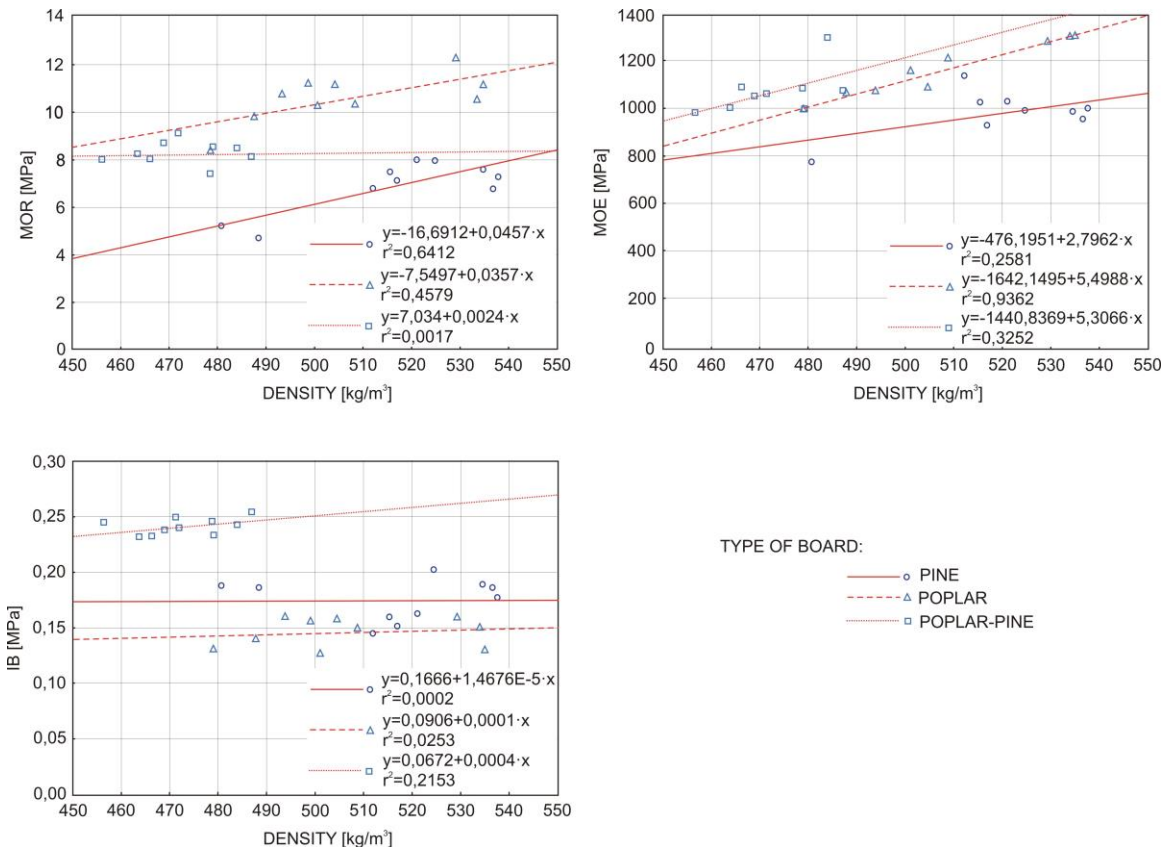 14
12
10
8
6
4
2
0
MOR [MPa]
y=-16,6912+0,0457·x
r²=0,6412
y=-7,5497+0,0357·x
r²=0,4579
y=7,034+0,0024·x
r²=0,0017
450 460 470 480 490 500 510 520 530 540 550
DENSITY [kg/m³]
1400
1200
1000
800
600
400
200
0
MOE [MPa]
y=-476,1951+2,7962·x
r²=0,2581
y=-1642,1495+5,4988·x
r²=0,9362
y=-1440,8369+5,3066·x
r²=0,3252
450 460 470 480 490 500 510 520 530 540 550
DENSITY [kg/m³]
0,30
0,25
0,20
0,15
0,10
0,05
0,00
IB [MPa]
y=0,1666+1,4676E-5·x
r²=0,0002
y=0,0906+0,0001·x
r²=0,0253
y=0,0672+0,0004·x
r²=0,2153
450 460 470 480 490 500 510 520 530 540 550
DENSITY [kg/m³]
TYPE OF BOARD:
PINE
POPLAR
POPLAR-PINE